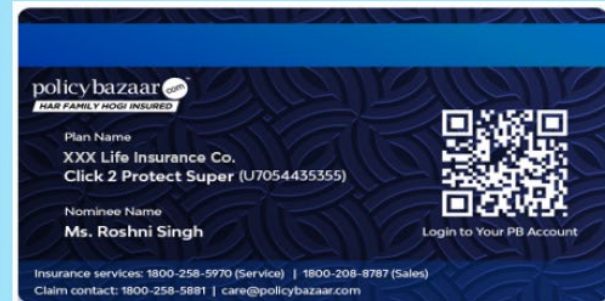 policybazaar.com
HAR FAMILY HOGI INSURED
Plan Name
XXX Life Insurance Co.
Click 2 Protect Super (U7054435355)
Nominee Name
Ms. Roshni Singh
Login to Your PB Account
Insurance services: 1800-258-5970 (Service) | 1800-208-8787 (Sales)
Claim contact: 1800-258-5881 | care@policybazaar.com